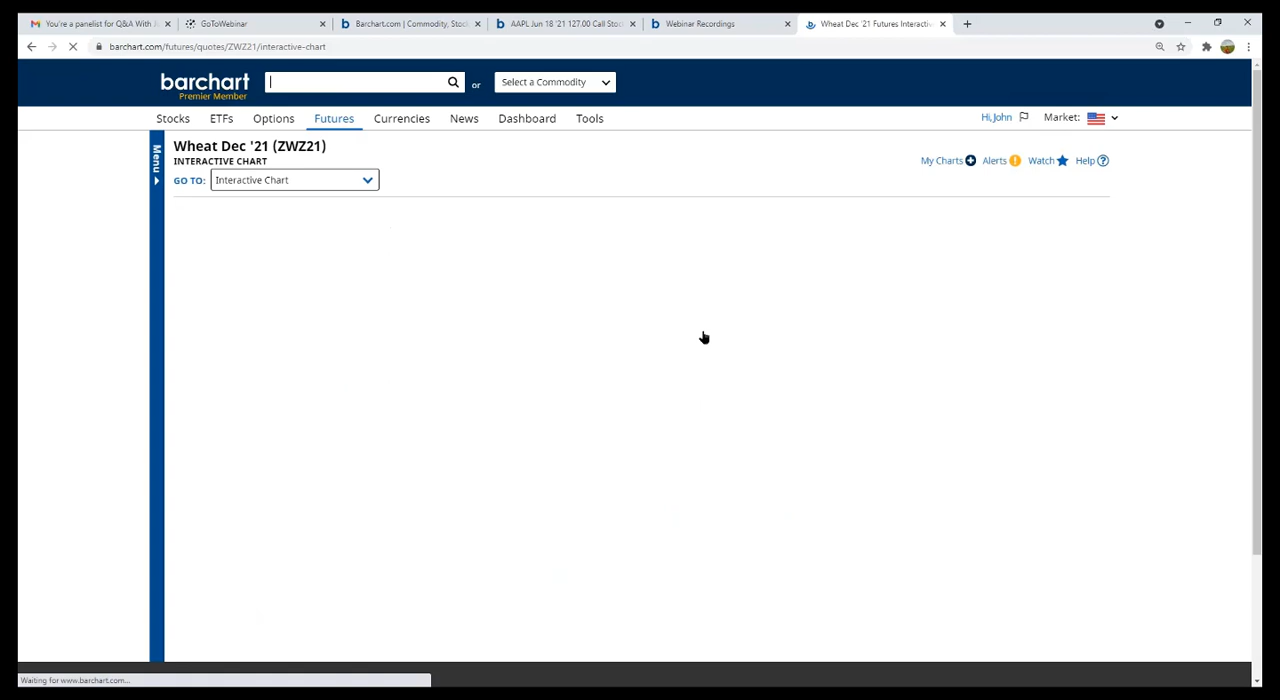 You're a panelist for Q&A With J
GoToWebinar
Barchart.com | Commodity, Stock
AAPL Jun 18 '21 127.00 Call Stoc
Webinar Recordings
Wheat Dec '21 Futures Interactiv
barchart.com/futures/quotes/ZWZ21/interactive-chart
barchart
Premier Member
or
Select a Commodity
Stocks
ETFs
Options
Futures
Currencies
News
Dashboard
Tools
Hi, John
Market:
Menu
Wheat Dec '21 (ZWZ21)
INTERACTIVE CHART
GO TO:
Interactive Chart
My Charts
Alerts
Watch
Help
Waiting for www.barchart.com...